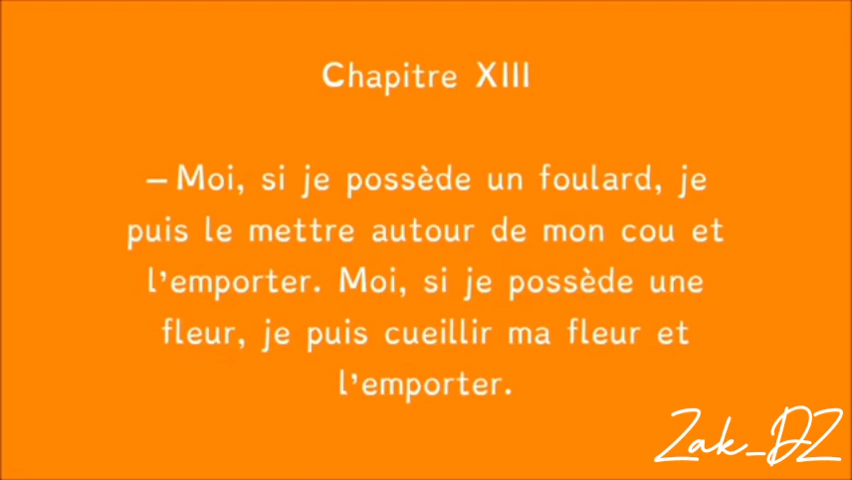 Chapitre XIII
– Moi, si je possède un foulard, je
puis le mettre autour de mon cou et
l'emporter. Moi, si je possède une
fleur, je puis cueillir ma fleur et
l'emporter.
Zak_DZ